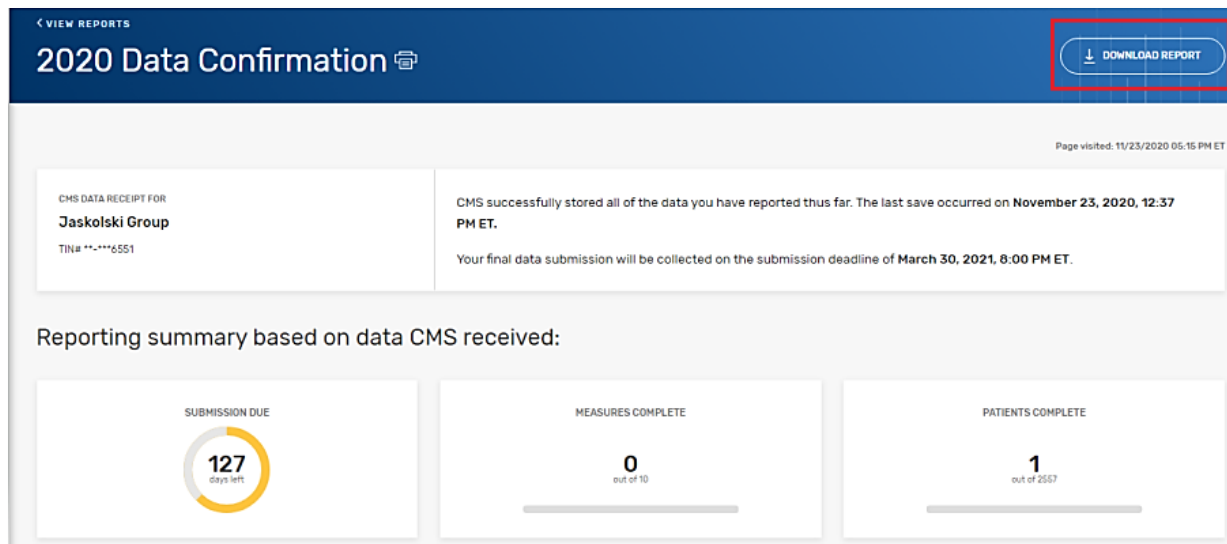 VIEW REPORTS
2020 Data Confirmation
DOWNLOAD REPORT
Page visited: 11/23/2020 05:15 PM ET
CMS DATA RECEIPT FOR
Jaskolski Group
TIN# **-***6551
CMS successfully stored all of the data you have reported thus far. The last save occurred on November 23, 2020, 12:37
PM ET.
Your final data submission will be collected on the submission deadline of March 30, 2021, 8:00 PM ET.
Reporting summary based on data CMS received:
SUBMISSION DUE
127
days left
MEASURES COMPLETE
0
out of 10
PATIENTS COMPLETE
1
out of 2557